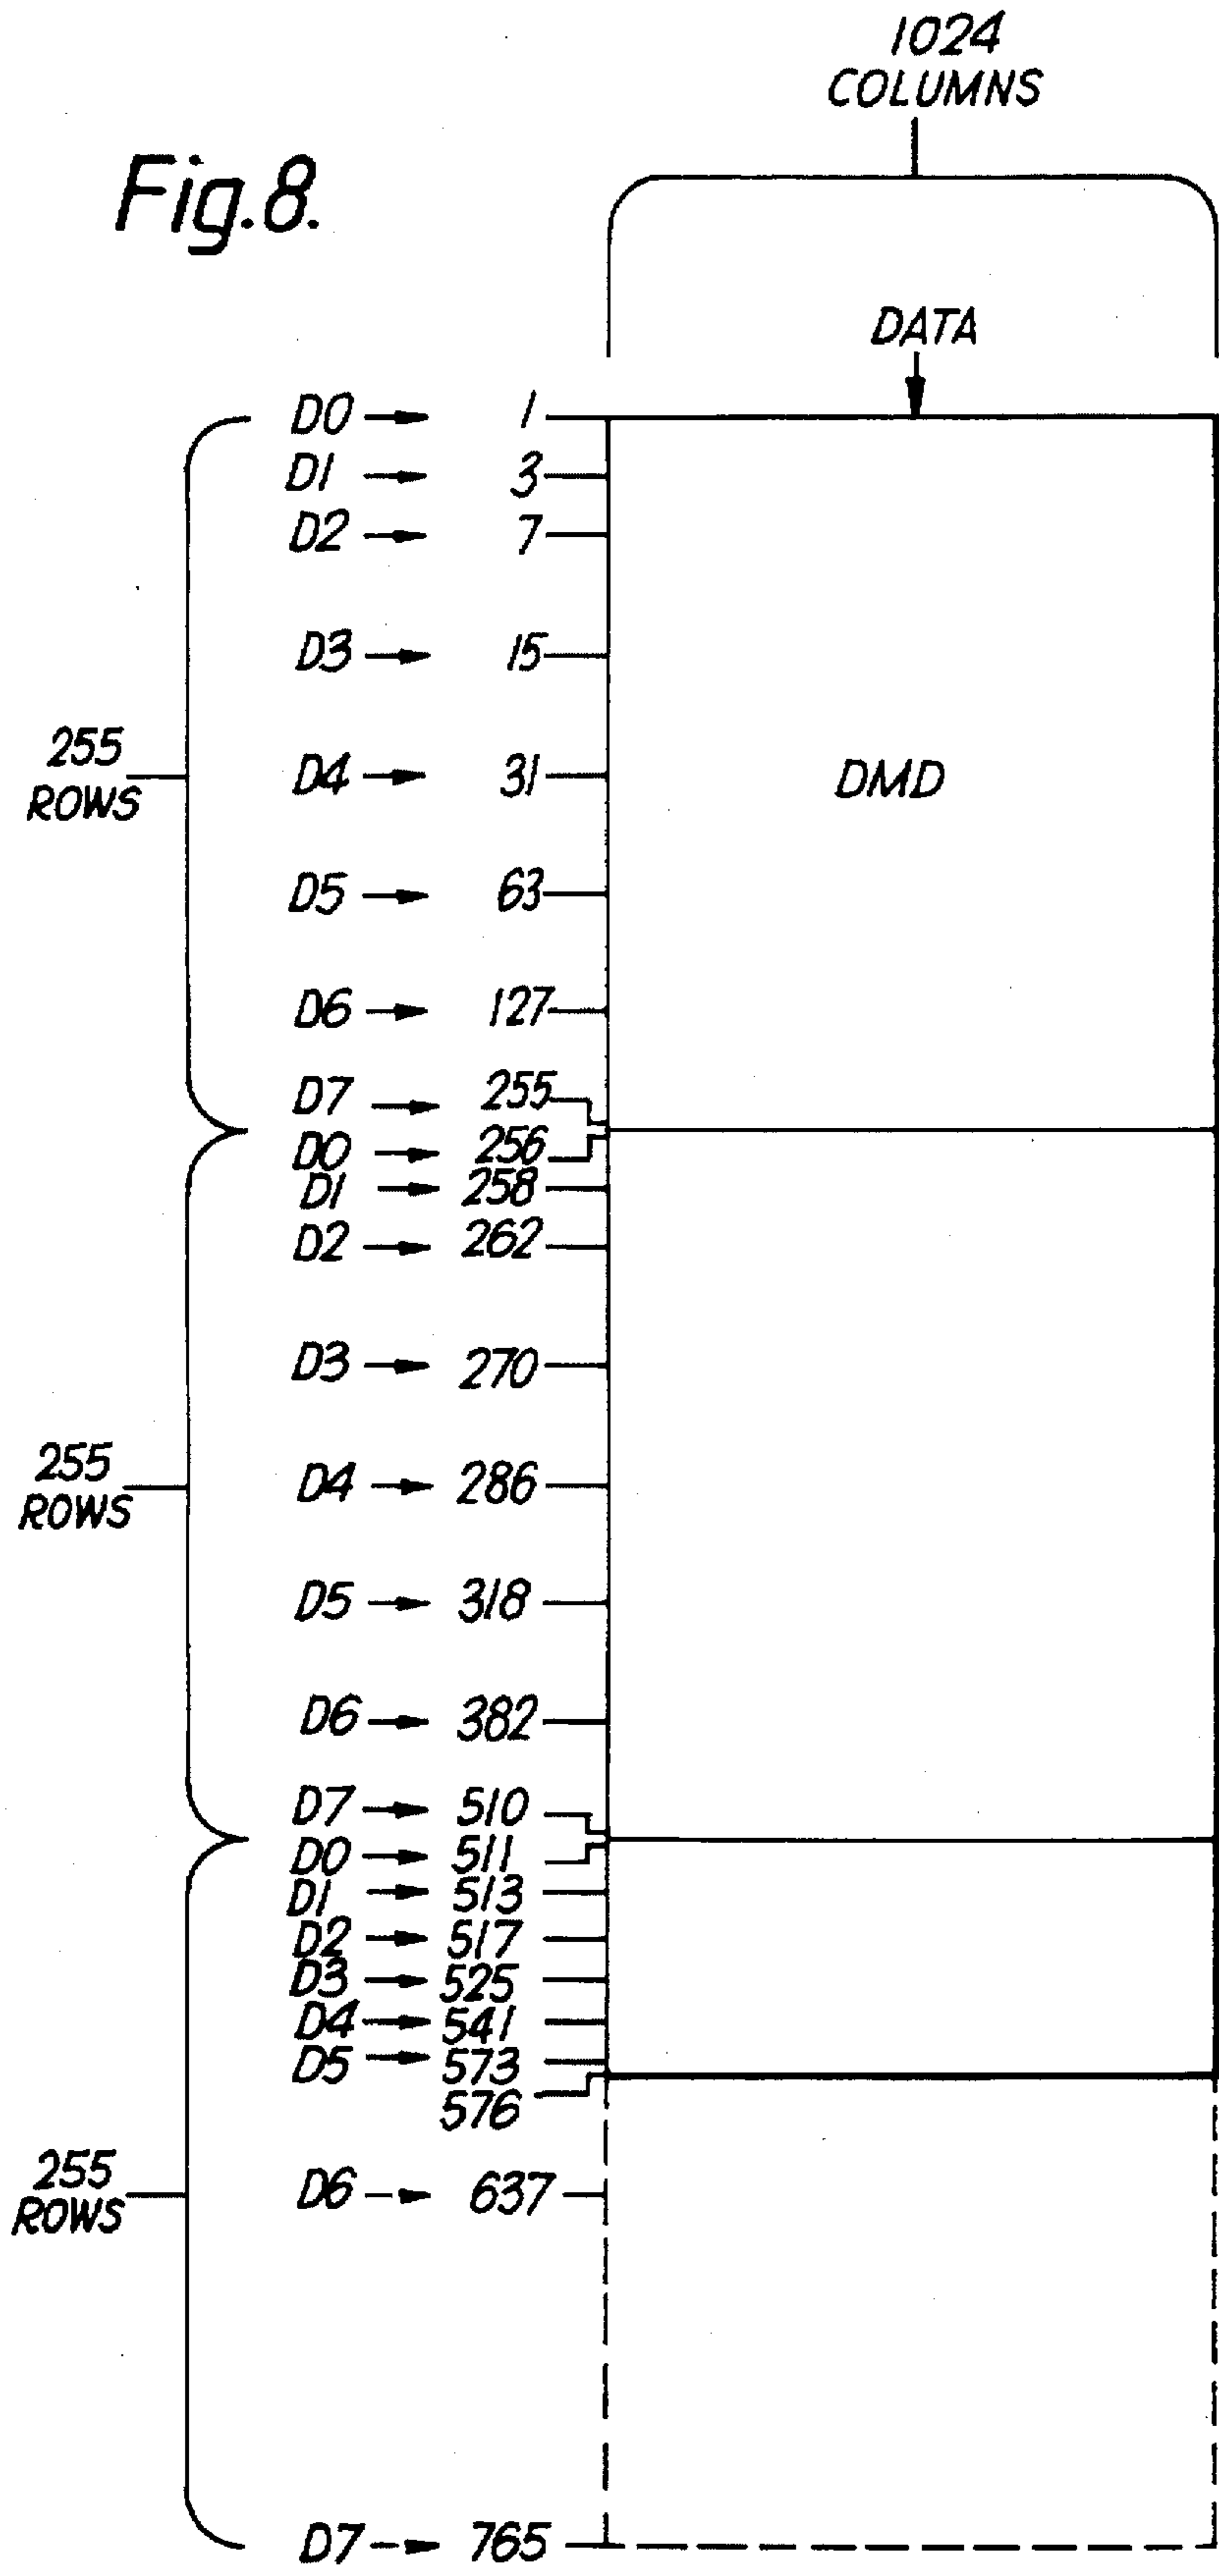 1024
COLUMNS
Fig.8.
DATA
D0 1
D1 3
D2 7
D3 15
255
ROWS
D4 31
DMD
D5 63
D6 127
D7 255
D0 256
D1 258
D2 262
D3 270
255
ROWS
D4 286
D5 318
D6 382
D7 510
D0 511
D1 513
D2 517
D3 525
D4 541
D5 573
576
255
ROWS
D6 637
D7 765